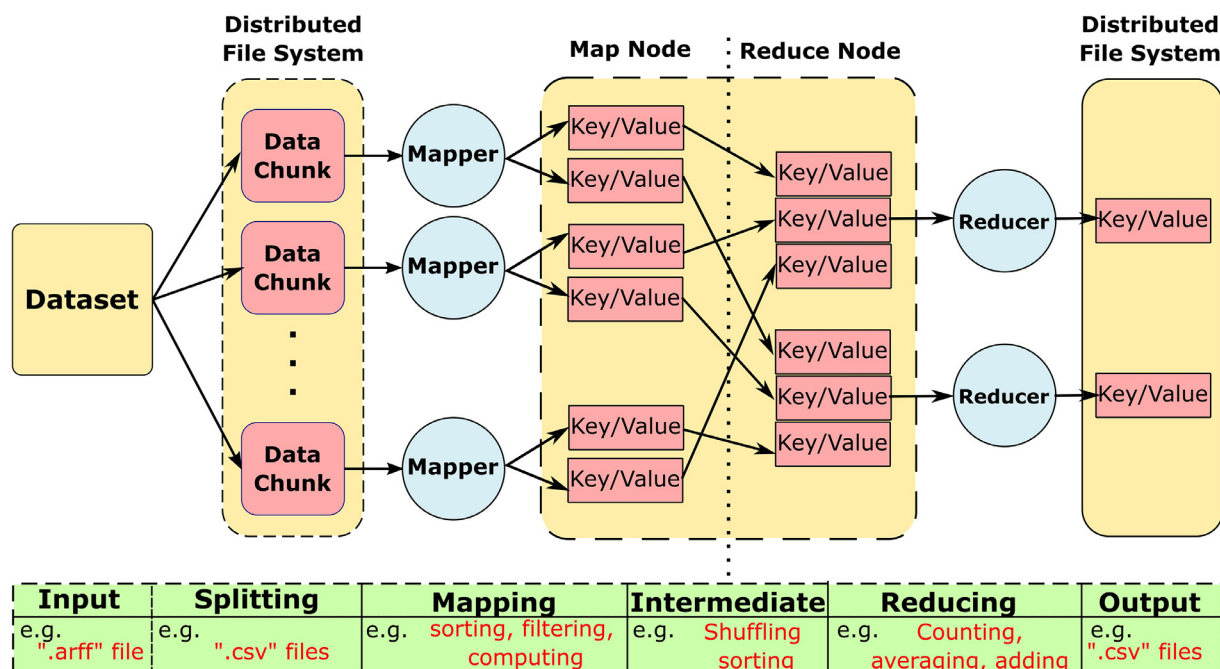 Distributed
File System
Map Node
Reduce Node
Distributed
File System
Dataset
Data
Chunk
Data
Chunk
Data
Chunk
Mapper
Mapper
Mapper
Key/Value
Key/Value
Key/Value
Key/Value
Key/Value
Key/Value
Key/Value
Key/Value
Key/Value
Key/Value
Key/Value
Key/Value
Reducer
Reducer
Key/Value
Key/Value
Input
Splitting
Mapping
Intermediate
Reducing
Output
e.g.
".arff" file
e.g.
".csv" files
e.g. sorting, filtering,
computing
e.g. Shuffling
sorting
e.g. Counting,
averaging, adding
e.g.
".csv" files